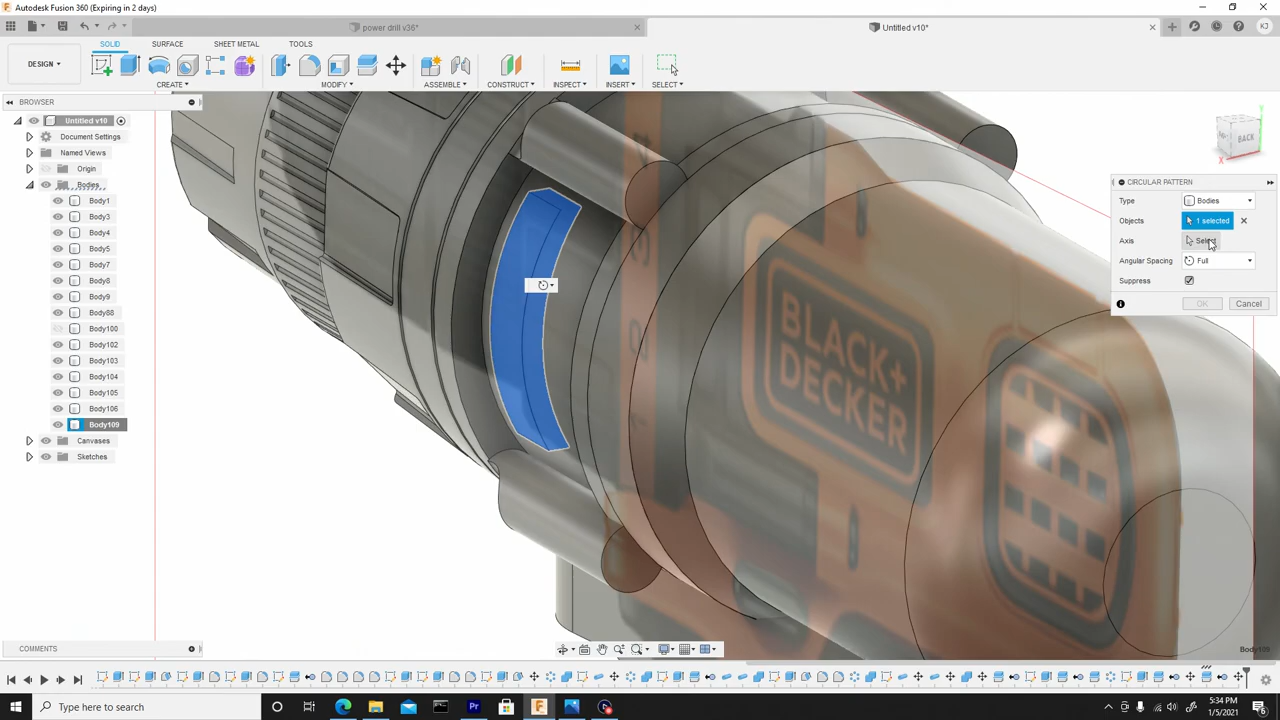 Autodesk Fusion 360 (Expiring in 2 days)
power drill v36*
Untitled v10*
KJ
SOLID
SURFACE
SHEET METAL
TOOLS
DESIGN
CREATE
MODIFY
ASSEMBLE
CONSTRUCT
INSPECT
INSERT
SELECT
BROWSER
Untitled v10
Document Settings
Named Views
Origin
Bodies
Body1
Body3
Body4
Body5
Body7
Body8
Body9
Body88
Body100
Body102
Body103
Body104
Body105
Body106
Body109
Canvases
Sketches
BLACK+
DECKER
BACK
X
Y
CIRCULAR PATTERN
Type
Bodies
Objects
1 selected
Axis
Select
Angular Spacing
Full
Suppress
OK
Cancel
COMMENTS
Body109
Type here to search
5:34 PM
1/5/2021